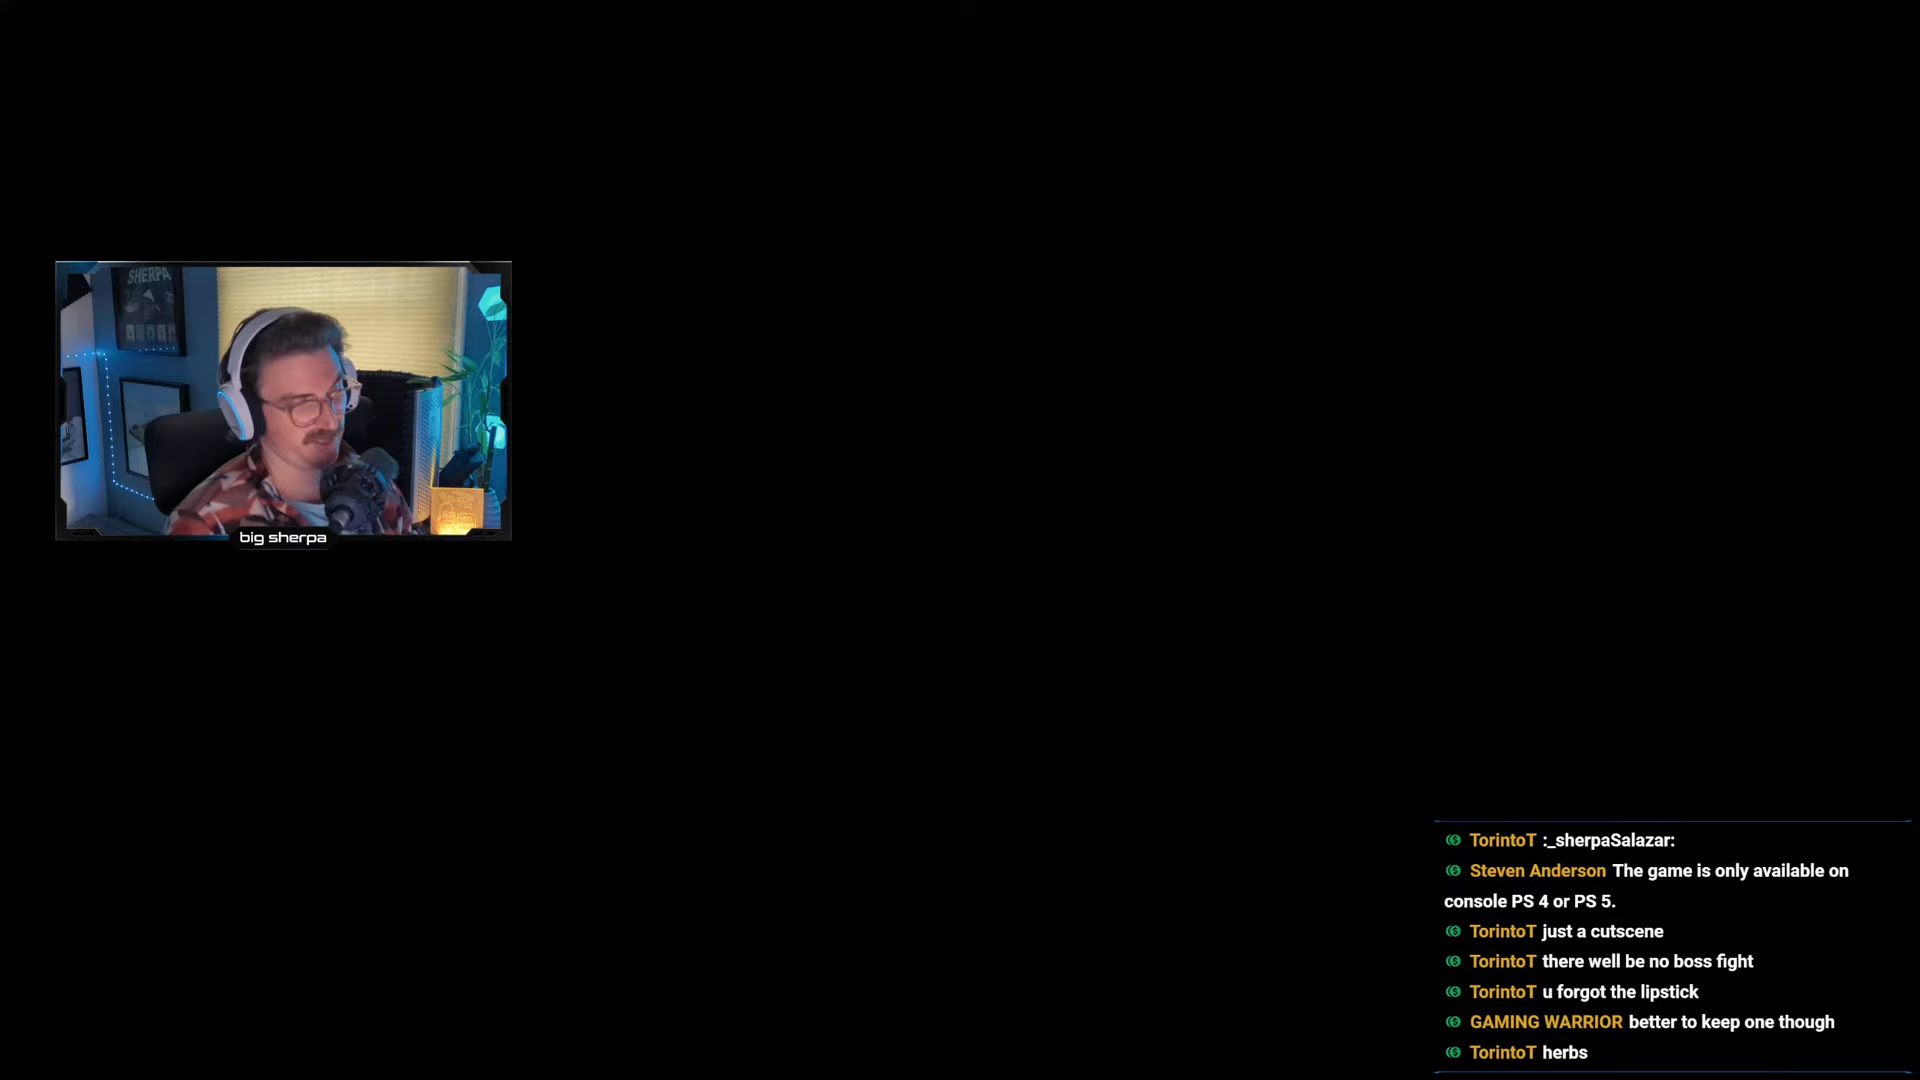 SHERPA
big sherpa
TorintoT :_sherpaSalazar:
Steven Anderson The game is only available on
console PS 4 or PS 5.
TorintoT just a cutscene
TorintoT there well be no boss fight
TorintoT u forgot the lipstick
GAMING WARRIOR better to keep one though
TorintoT herbs